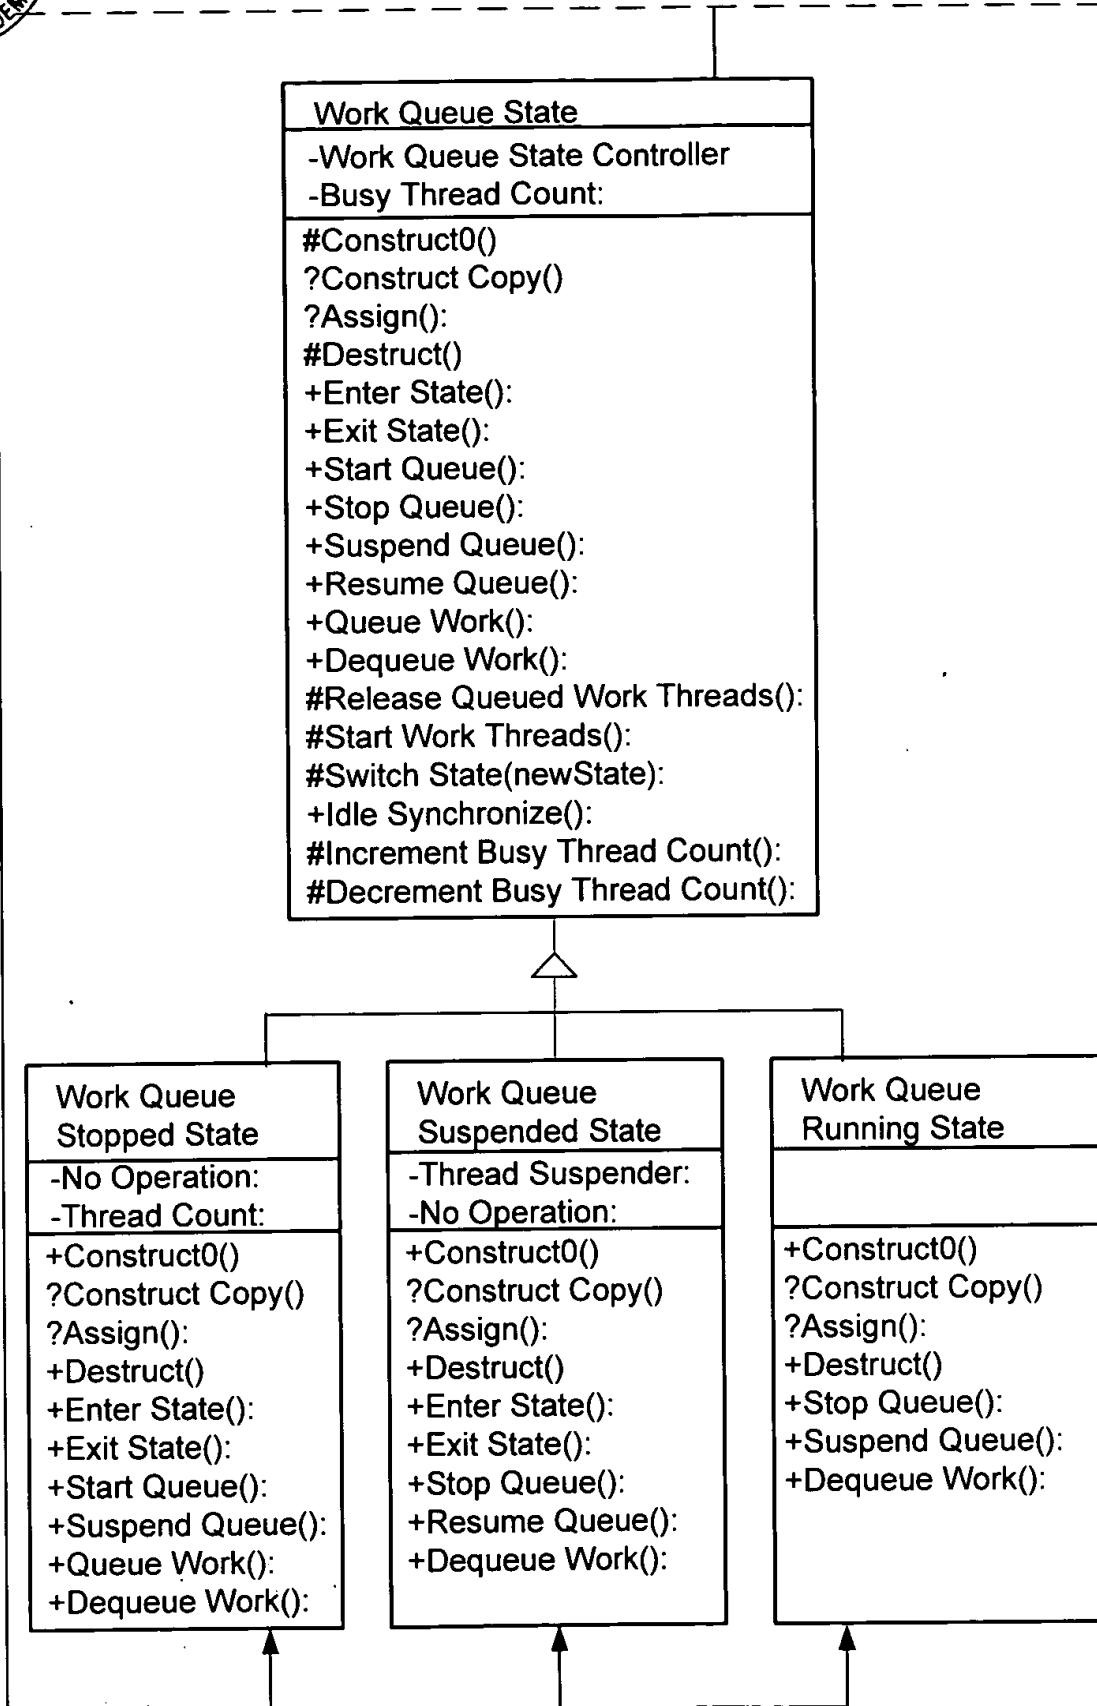 Work Queue State
-Work Queue State Controller
-Busy Thread Count:
#Construct0()
?Construct Copy()
?Assign():
#Destruct()
+Enter State():
+Exit State():
+Start Queue():
+Stop Queue():
+Suspend Queue():
+Resume Queue():
+Queue Work():
+Dequeue Work():
#Release Queued Work Threads():
#Start Work Threads():
#Switch State(newState):
+Idle Synchronize():
#Increment Busy Thread Count():
#Decrement Busy Thread Count():
Work Queue
Stopped State
-No Operation:
-Thread Count:
+Construct0()
?Construct Copy()
?Assign():
+Destruct()
+Enter State():
+Exit State():
+Start Queue():
+Suspend Queue():
+Queue Work():
+Dequeue Work():
Work Queue
Suspended State
-Thread Suspender:
-No Operation:
+Construct0()
?Construct Copy()
?Assign():
+Destruct()
+Enter State():
+Exit State():
+Stop Queue():
+Resume Queue():
+Dequeue Work():
Work Queue
Running State
+Construct0()
?Construct Copy()
?Assign():
+Destruct()
+Stop Queue():
+Suspend Queue():
+Dequeue Work():